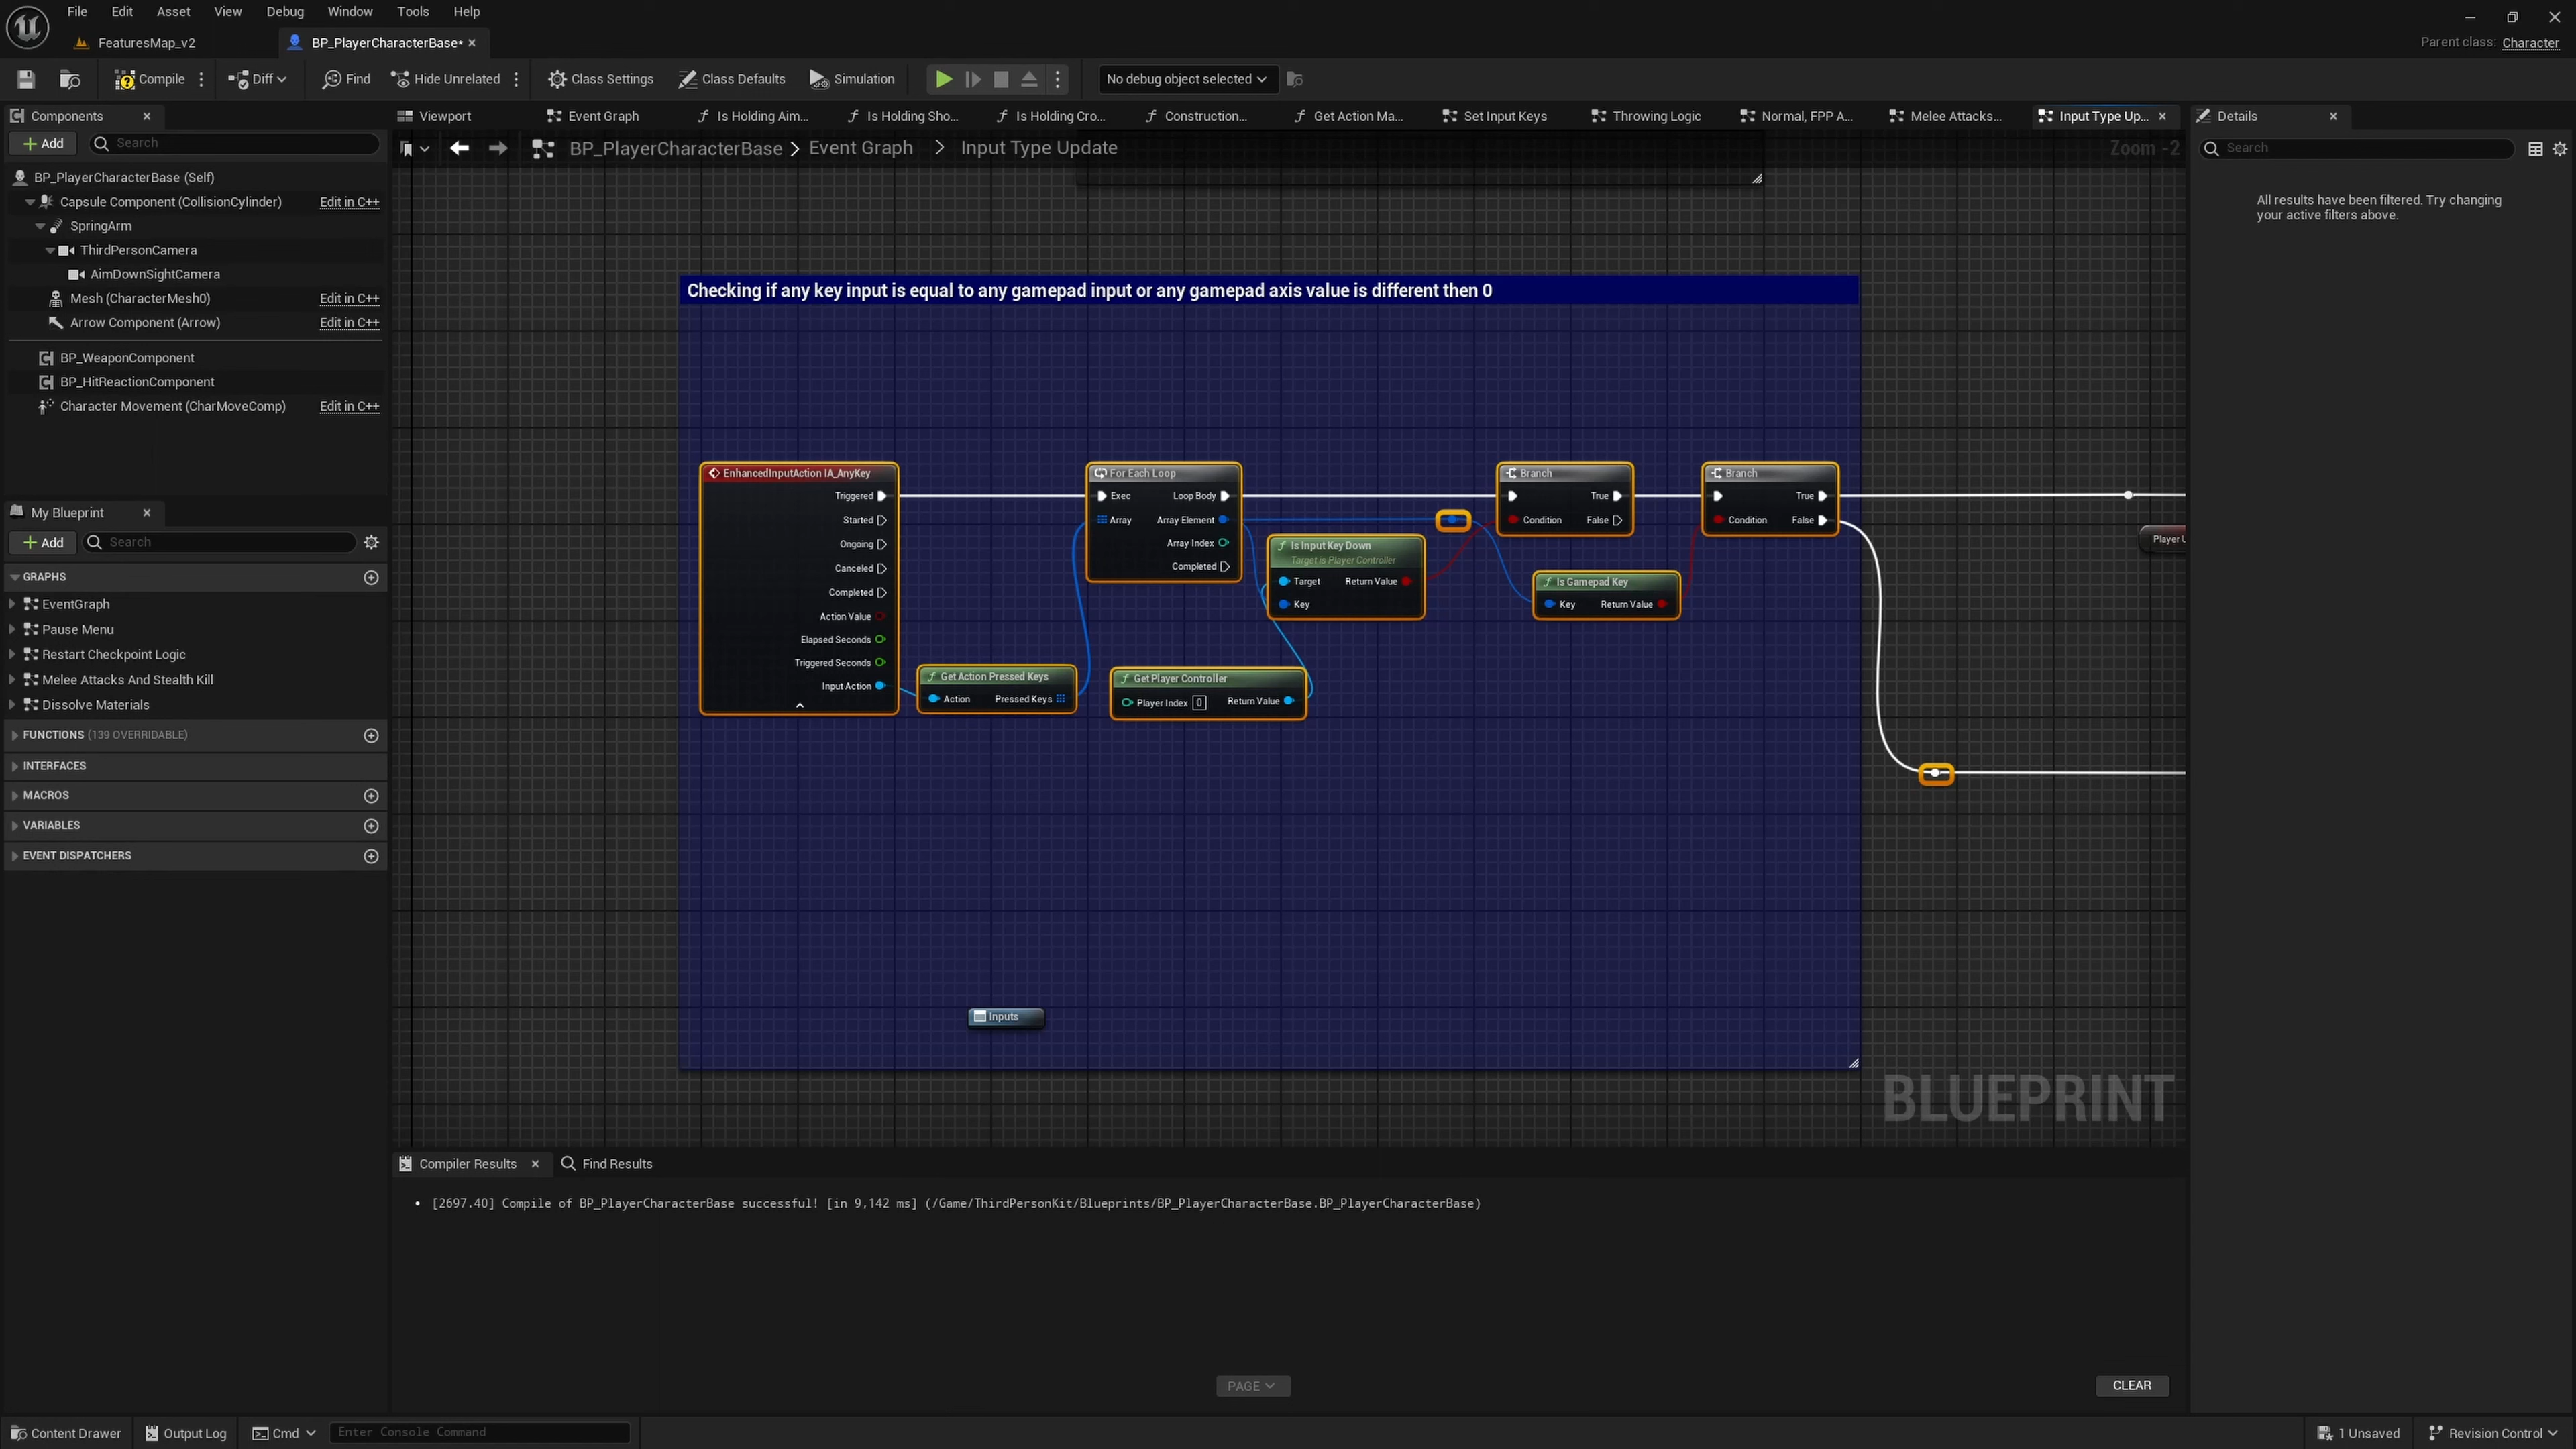 File Edit Asset View Debug Window Tools Help
FeaturesMap_v2
BP_PlayerCharacterBase*
Parent class: Character
Compile
Diff
Find
Hide Unrelated
Class Settings
Class Defaults
Simulation
No debug object selected
Components
Add
Search
BP_PlayerCharacterBase (Self)
Capsule Component (CollisionCylinder) Edit in C++
SpringArm
ThirdPersonCamera
AimDownSightCamera
Mesh (CharacterMesh0) Edit in C++
Arrow Component (Arrow) Edit in C++
BP_WeaponComponent
BP_HitReactionComponent
Character Movement (CharMoveComp) Edit in C++
My Blueprint
Add
Search
GRAPHS
EventGraph
Pause Menu
Restart Checkpoint Logic
Melee Attacks And Stealth Kill
Dissolve Materials
FUNCTIONS (139 OVERRIDABLE)
INTERFACES
MACROS
VARIABLES
EVENT DISPATCHERS
Viewport
Event Graph
Is Holding Aim...
Is Holding Sho...
Is Holding Cro...
Construction...
Get Action Ma...
Set Input Keys
Throwing Logic
Normal, FPP A...
Melee Attacks...
Input Type Up...
BP_PlayerCharacterBase > Event Graph > Input Type Update
Zoom -2
Checking if any key input is equal to any gamepad input or any gamepad axis value is different then 0
EnhancedInputAction IA_AnyKey
Triggered
Started
Ongoing
Canceled
Completed
Action Value
Elapsed Seconds
Triggered Seconds
Input Action
Get Action Pressed Keys
Action Pressed Keys
For Each Loop
Exec Loop Body
Array Array Element
Array Index
Completed
Get Player Controller
Player Index 0 Return Value
Is Input Key Down
Target is Player Controller
Target Return Value
Key
Branch
True
Condition False
Is Gamepad Key
Key Return Value
Branch
True
Condition False
Player U
Inputs
BLUEPRINT
Details
Search
All results have been filtered. Try changing
your active filters above.
Compiler Results
Find Results
• [2697.40] Compile of BP_PlayerCharacterBase successful! [in 9,142 ms] (/Game/ThirdPersonKit/Blueprints/BP_PlayerCharacterBase.BP_PlayerCharacterBase)
PAGE
CLEAR
Content Drawer
Output Log
Cmd
Enter Console Command
1 Unsaved
Revision Control